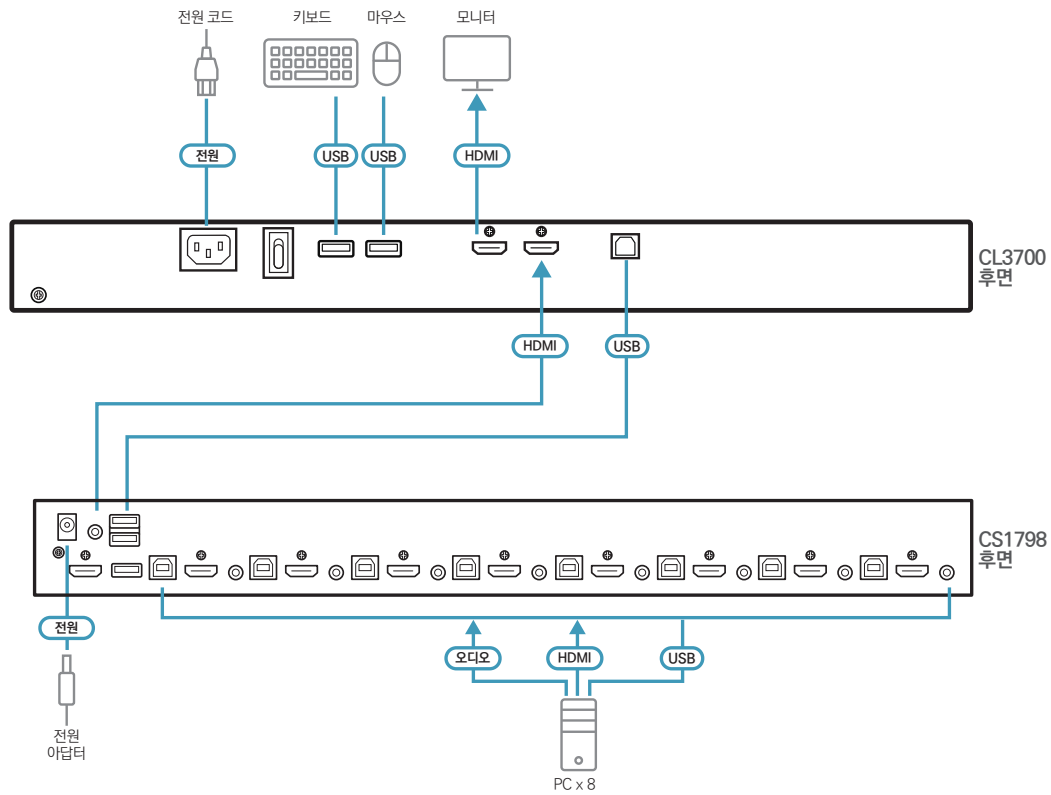 전원 코드
키보드
마우스
모니터
전원
USB
USB
HDMI
CL3700
후면
HDMI
USB
CS1798
후면
전원
오디오
HDMI
USB
전원
아답터
PC x 8